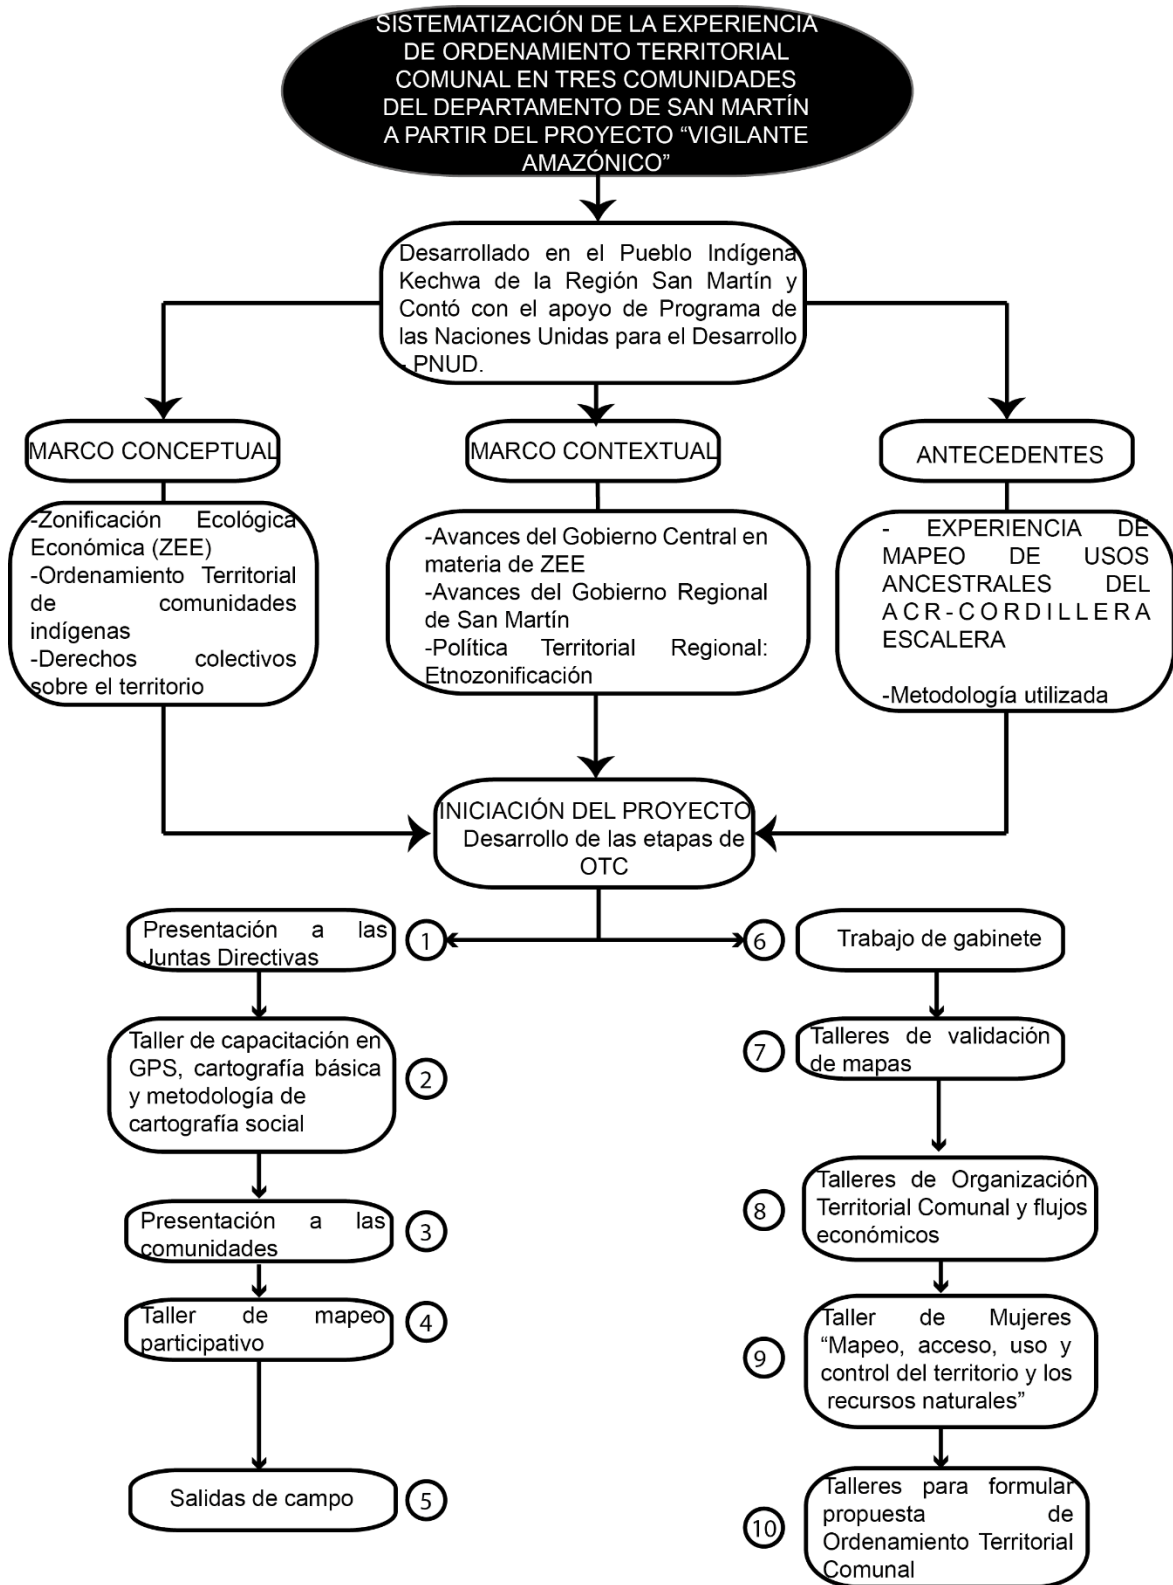 SISTEMATIZACIÓN DE LA EXPERIENCIA
DE ORDENAMIENTO TERRITORIAL
COMUNAL EN TRES COMUNIDADES
DEL DEPARTAMENTO DE SAN MARTÍN
A PARTIR DEL PROYECTO “VIGILANTE
AMAZÓNICO”
Desarrollado en el Pueblo Indígena
Kechwa de la Región San Martín y
Contó con el apoyo de Programa de
las Naciones Unidas para el Desarrollo
- PNUD.
MARCO CONCEPTUAL
-Zonificación Ecológica
Económica (ZEE)
-Ordenamiento Territorial
de comunidades
indígenas
-Derechos colectivos
sobre el territorio
MARCO CONTEXTUAL
-Avances del Gobierno Central en
materia de ZEE
-Avances del Gobierno Regional
de San Martín
-Política Territorial Regional:
Etnozonificación
ANTECEDENTES
- EXPERIENCIA DE
MAPEO DE USOS
ANCESTRALES DEL
ACR-CORDILLERA
ESCALERA
-Metodología utilizada
INICIACIÓN DEL PROYECTO
Desarrollo de las etapas de
OTC
Presentación a las
Juntas Directivas
1
Taller de capacitación en
GPS, cartografía básica
y metodología de
cartografía social
2
Presentación a las
comunidades
3
Taller de mapeo
participativo
4
Salidas de campo
5
6
Trabajo de gabinete
7
Talleres de validación
de mapas
8
Talleres de Organización
Territorial Comunal y flujos
económicos
9
Taller de Mujeres
“Mapeo, acceso, uso y
control del territorio y los
recursos naturales”
10
Talleres para formular
propuesta de
Ordenamiento Territorial
Comunal